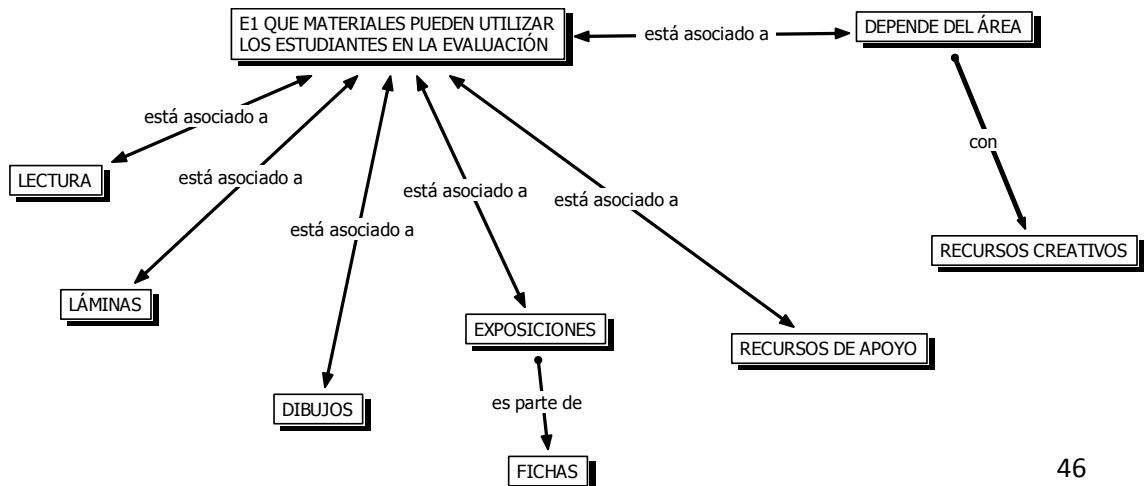 E1 QUE MATERIALES PUEDEN UTILIZAR
LOS ESTUDIANTES EN LA EVALUACIÓN
está asociado a
DEPENDE DEL ÁREA
está asociado a
con
LECTURA
está asociado a
está asociado a
está asociado a
está asociado a
RECURSOS CREATIVOS
LÁMINAS
EXPOSICIONES
RECURSOS DE APOYO
DIBUJOS
es parte de
FICHAS
46